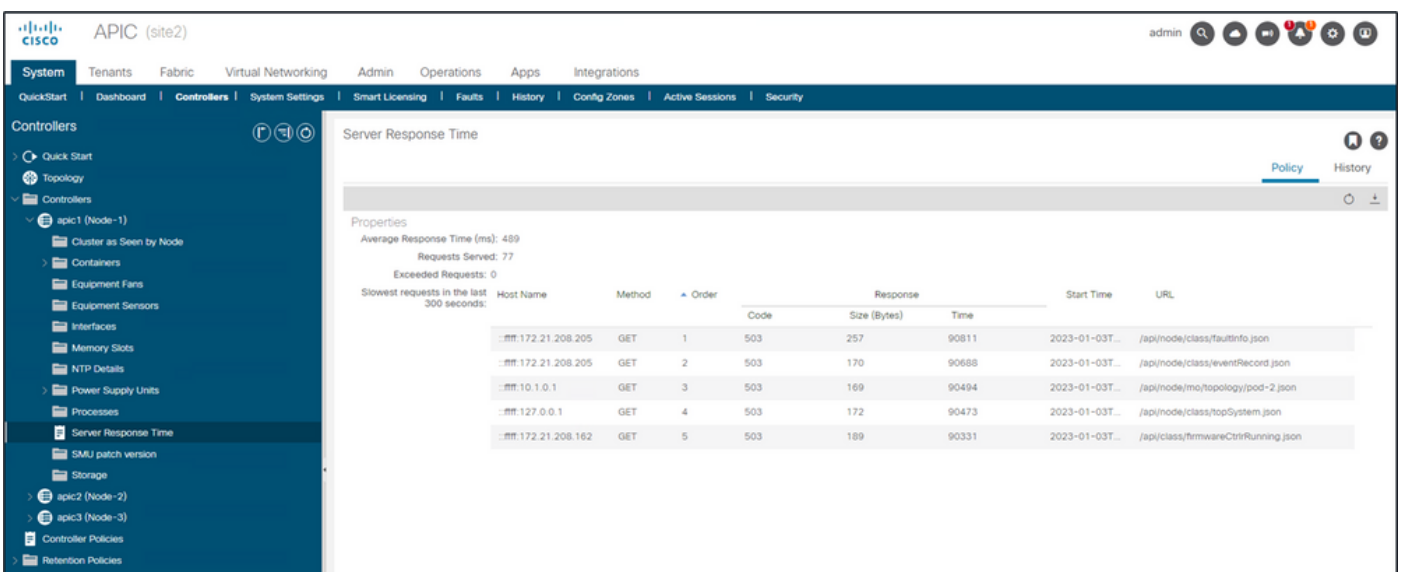 CISCO
APIC (site2)
admin
1
System Tenants Fabric Virtual Networking Admin Operations Apps Integrations
QuickStart | Dashboard | Controllers | System Settings | Smart Licensing | Faults | History | Config Zones | Active Sessions | Security
Controllers
Quick Start
Topology
Controllers
apic1 (Node-1)
Cluster as Seen by Node
Containers
Equipment Fans
Equipment Sensors
Interfaces
Memory Slots
NTP Details
Power Supply Units
Processes
Server Response Time
SMU patch version
Storage
apic2 (Node-2)
apic3 (Node-3)
Controller Policies
Retention Policies
Server Response Time
Policy History
Properties
Average Response Time (ms): 489
Requests Served: 77
Exceeded Requests: 0
Slowest requests in the last
300 seconds:
Host Name Method Order Response Start Time URL
Code Size (Bytes) Time
::ffff:172.21.208.205 GET 1 503 257 90811 2023-01-03T... /api/node/class/faultInfo.json
::ffff:172.21.208.205 GET 2 503 170 90688 2023-01-03T... /api/node/class/eventRecord.json
::ffff:10.1.0.1 GET 3 503 169 90494 2023-01-03T... /api/node/mo/topology/pod-2.json
::ffff:127.0.0.1 GET 4 503 172 90473 2023-01-03T... /api/node/class/topSystem.json
::ffff:172.21.208.162 GET 5 503 189 90331 2023-01-03T... /api/class/firmwareCtrlrRunning.json